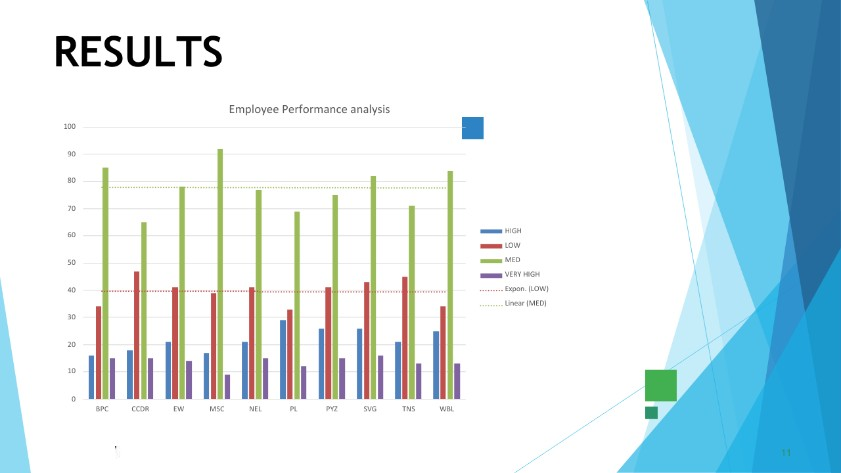 RESULTS
Employee Performance analysis
100
90
80
70
60
50
40
30
20
10
0
BPC CCDR EW MSC NEL PL PYZ SVG TNS WBL
HIGH
LOW
MED
VERY HIGH
Expon. (LOW)
Linear (MED)
11